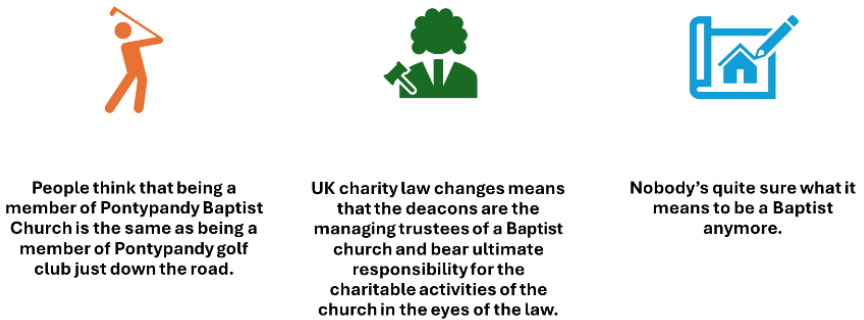 People think that being a
member of Pontypandy Baptist
Church is the same as being a
member of Pontypandy golf
club just down the road.
UK charity law changes means
that the deacons are the
managing trustees of a Baptist
church and bear ultimate
responsibility for the
charitable activities of the
church in the eyes of the law.
Nobody's quite sure what it
means to be a Baptist
anymore.